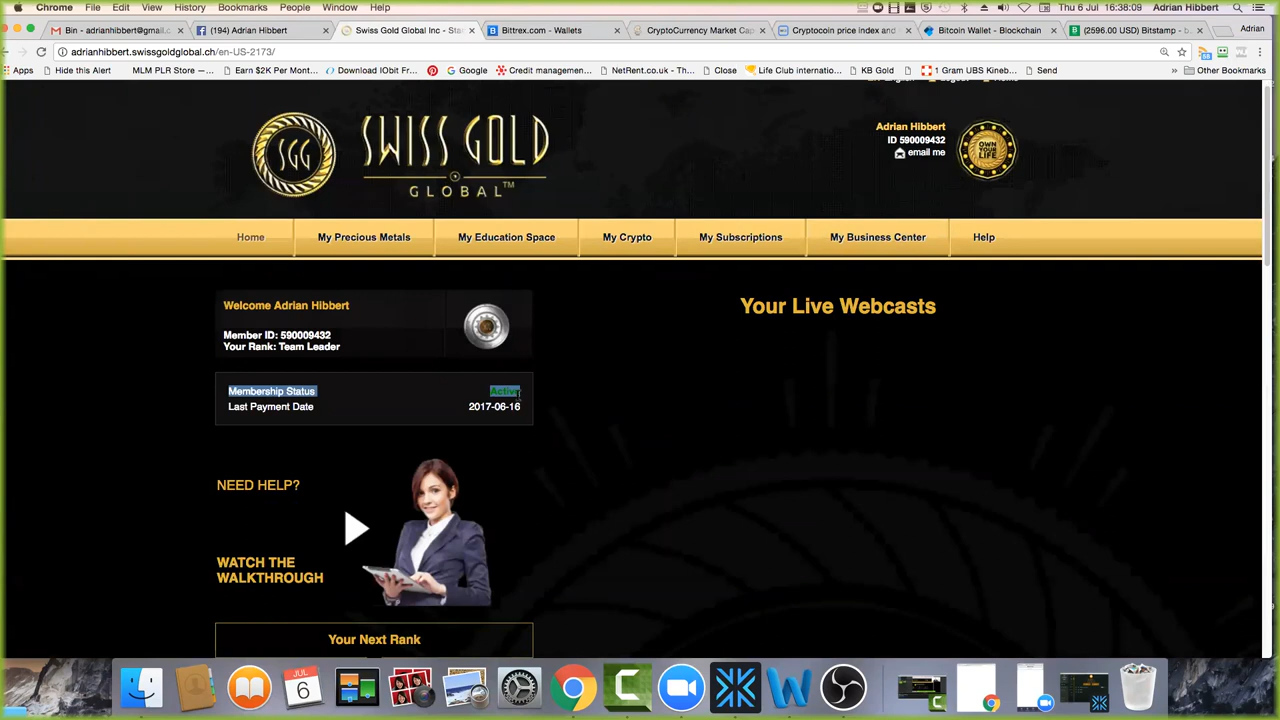 Chrome File Edit View History Bookmarks People Window Help Thu 6 Jul 16:38:09 Adrian Hibbert
Bin - adrianhibbert@gmail.c
(194) Adrian Hibbert
Swiss Gold Global Inc - Sta
Bittrex.com - Wallets
CryptoCurrency Market Cap
Cryptocoin price index and
Bitcoin Wallet - Blockchain
(2596.00 USD) Bitstamp - b
Adrian
adrianhibbert.swissgoldglobal.ch/en-US-2173/
Apps Hide this Alert MLM PLR Store —... Earn $2K Per Mont... Download IObit Fr... Google Credit managemen... NetRent.co.uk - Th... Close Life Club internatio... KB Gold 1 Gram UBS Kineb... Send » Other Bookmarks
SGG
SWISS GOLD
GLOBAL™
Adrian Hibbert
ID 590009432
email me
OWN YOUR LIFE
Home My Precious Metals My Education Space My Crypto My Subscriptions My Business Center Help
Welcome Adrian Hibbert
Member ID: 590009432
Your Rank: Team Leader
Your Live Webcasts
Membership Status Active
Last Payment Date 2017-06-16
NEED HELP?
WATCH THE
WALKTHROUGH
Your Next Rank
JUL
6